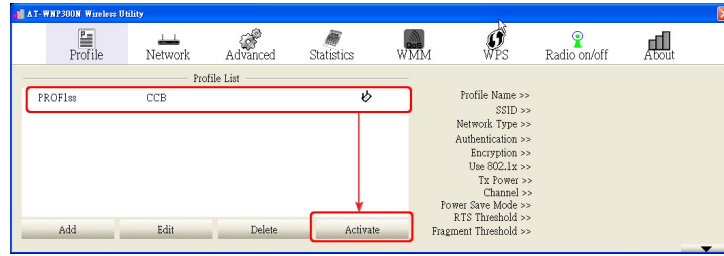 AT-WNP300N Wireless Utility
Profile Network Advanced Statistics WMM WPS Radio on/off About
QoS
Profile List
PROF1ss CCB
Profile Name >>
SSID >>
Network Type >>
Authentication >>
Encryption >>
Use 802.1x >>
Tx Power >>
Channel >>
Power Save Mode >>
RTS Threshold >>
Fragment Threshold >>
Add Edit Delete Activate